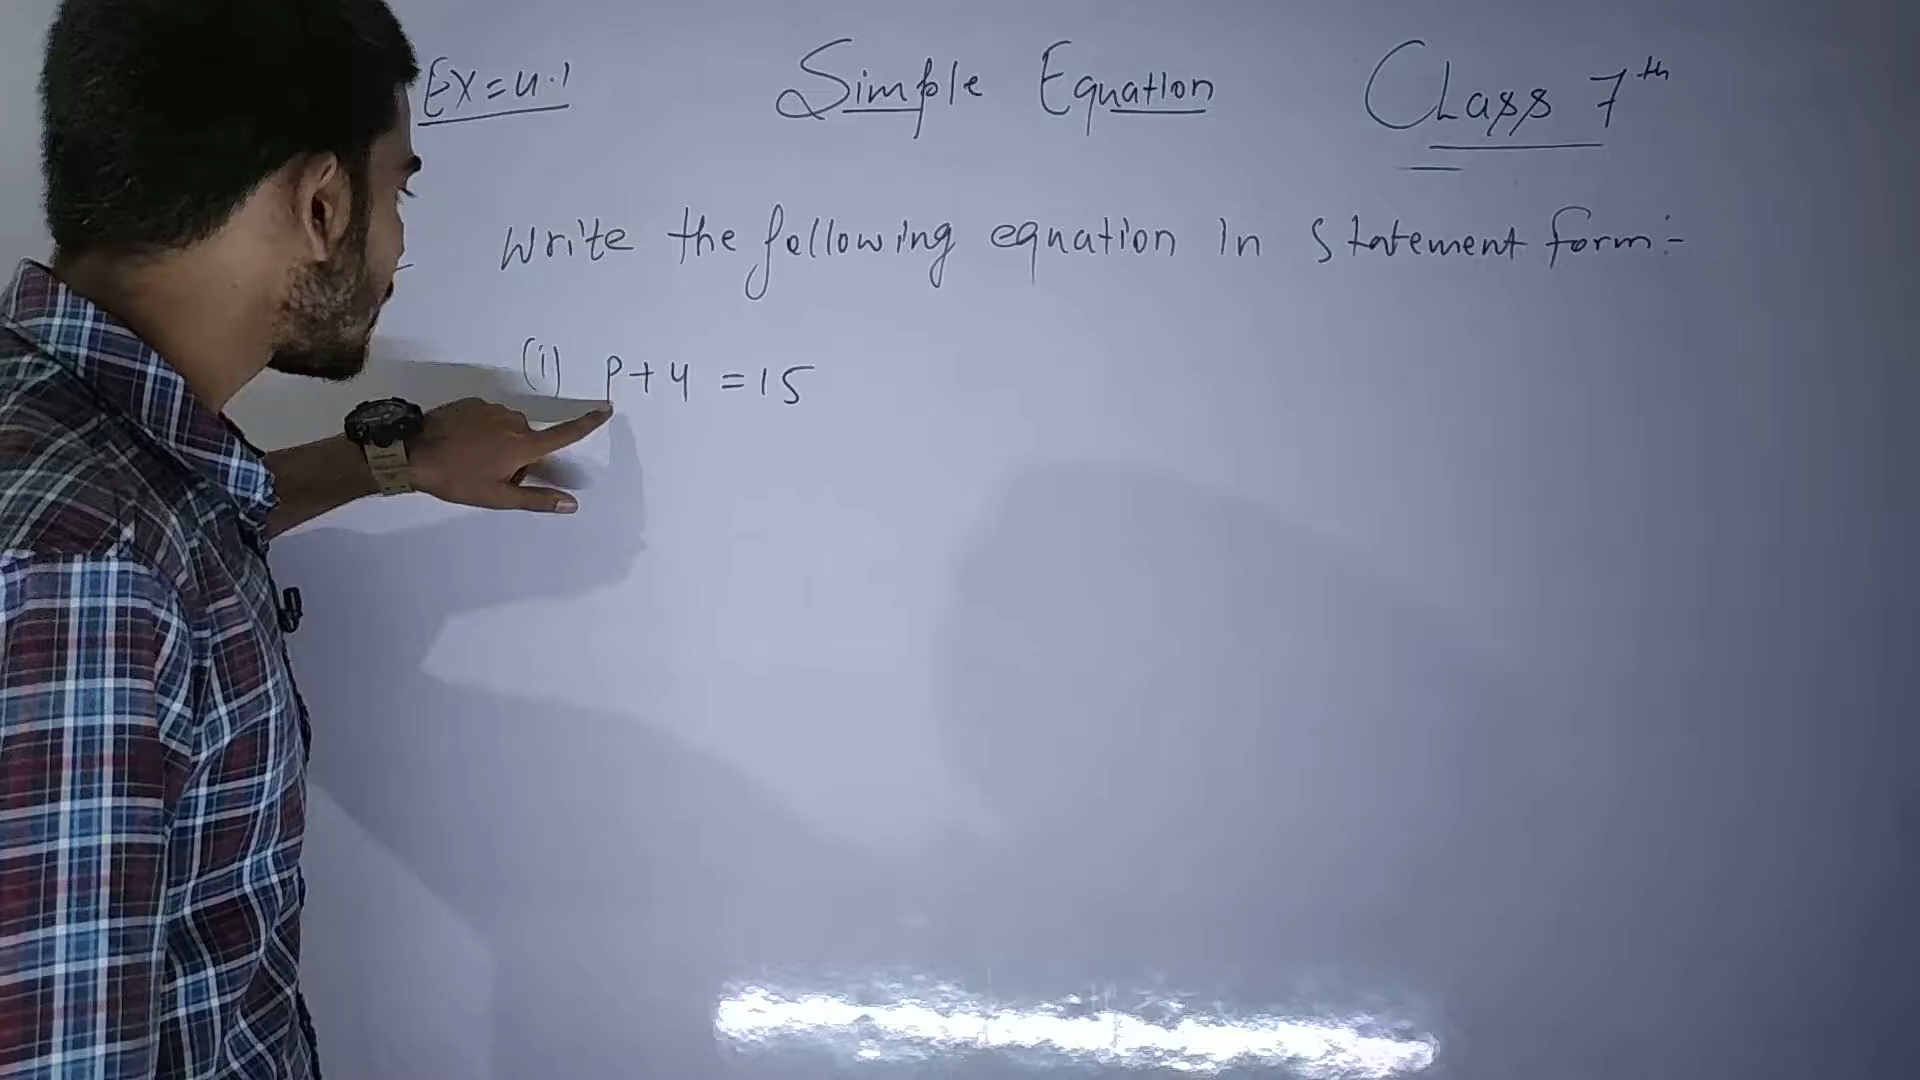 EX = 4.1 Simple Equation Class 7th
Write the following equation in statement form :-
(i) p + 4 = 15